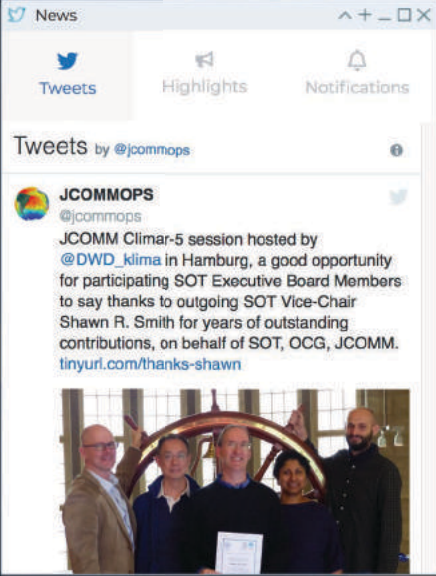 News
Tweets
Highlights
Notifications
Tweets by @jcommops
JCOMMOPS
@jcommops
JCOMM Climar-5 session hosted by
@DWD_klima in Hamburg, a good opportunity
for participating SOT Executive Board Members
to say thanks to outgoing SOT Vice-Chair
Shawn R. Smith for years of outstanding
contributions, on behalf of SOT, OCG, JCOMM.
tinyurl.com/thanks-shawn